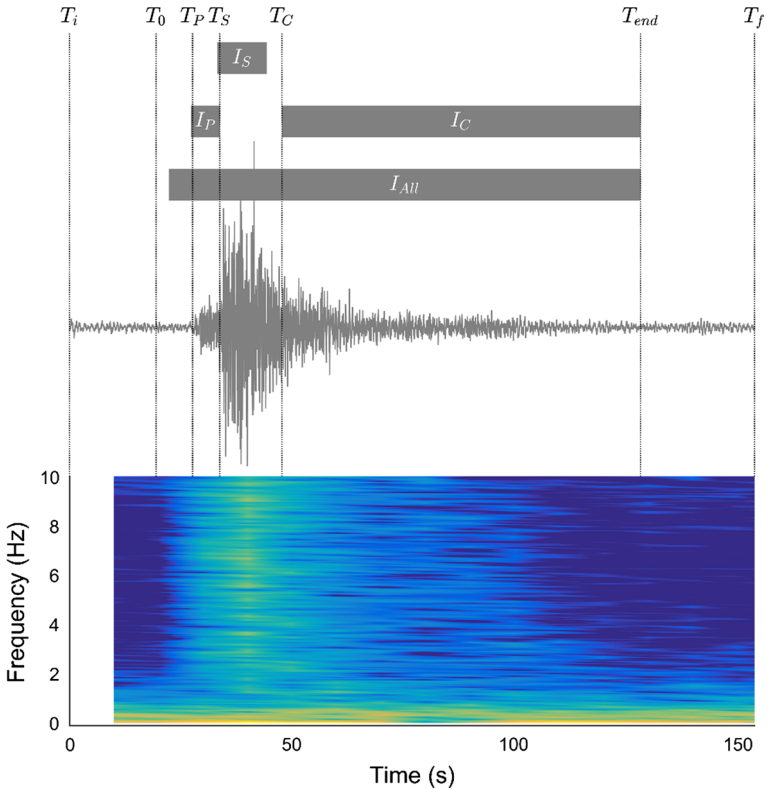 T_i T_0 T_P T_S T_C T_end T_f
I_S
I_P I_C
I_All
10
8
6
4
2
0
Frequency (Hz)
0 50 100 150
Time (s)